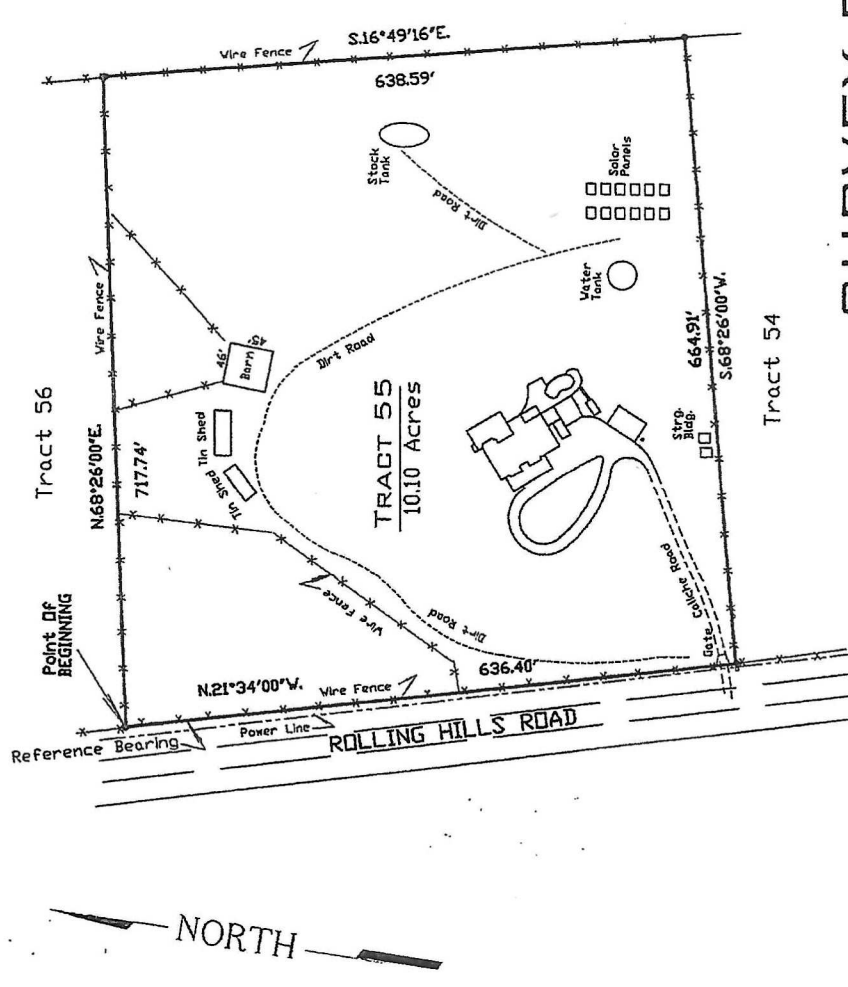 S.16°49'16"E.
Wire Fence
638.59'
Stock
Tank
Dirt Road
Solar
Panels
Water
Tank
Wire Fence
46'
45'
Barn
Dirt Road
Tract 56
N.68°26'00"E.
717.74'
Tin Shed
Tin Shed
TRACT 55
10.10 Acres
664.91'
S.68°26'00"W.
Tract 54
Strg.
Bldg.
Point Of
BEGINNING
Wire Fence
Dirt Road
Caliche Road
Gate
N.21°34'00"W.
Wire Fence
636.40'
Reference Bearing
Power Line
ROLLING HILLS ROAD
NORTH